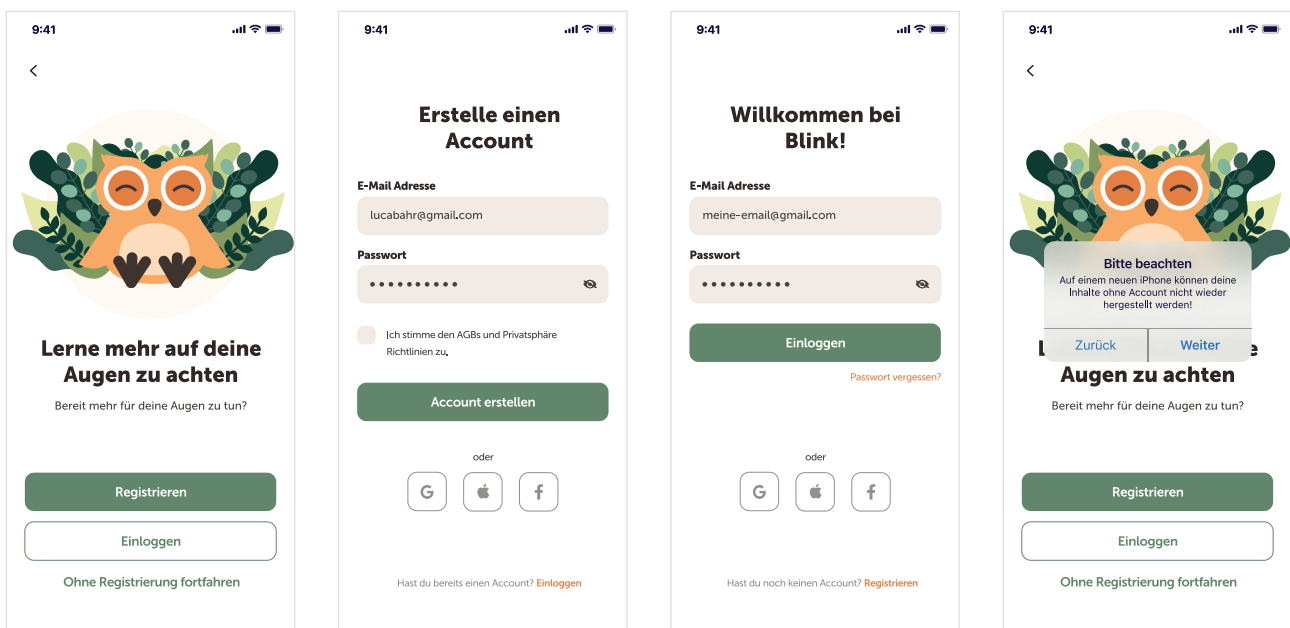 9:41
Lerne mehr auf deine
Augen zu achten
Bereit mehr für deine Augen zu tun?
Registrieren
Einloggen
Ohne Registrierung fortfahren
9:41
Erstelle einen
Account
E-Mail Adresse
lucabahr@gmail.com
Passwort
••••••••••
Ich stimme den AGBs und Privatsphäre
Richtlinien zu.
Account erstellen
oder
G
f
Hast du bereits einen Account? Einloggen
9:41
Willkommen bei
Blink!
E-Mail Adresse
meine-email@gmail.com
Passwort
••••••••••
Einloggen
Passwort vergessen?
oder
G
f
Hast du noch keinen Account? Registrieren
9:41
Bitte beachten
Auf einem neuen iPhone können deine
Inhalte ohne Account nicht wieder
hergestellt werden!
Zurück
Weiter
Augen zu achten
Bereit mehr für deine Augen zu tun?
Registrieren
Einloggen
Ohne Registrierung fortfahren